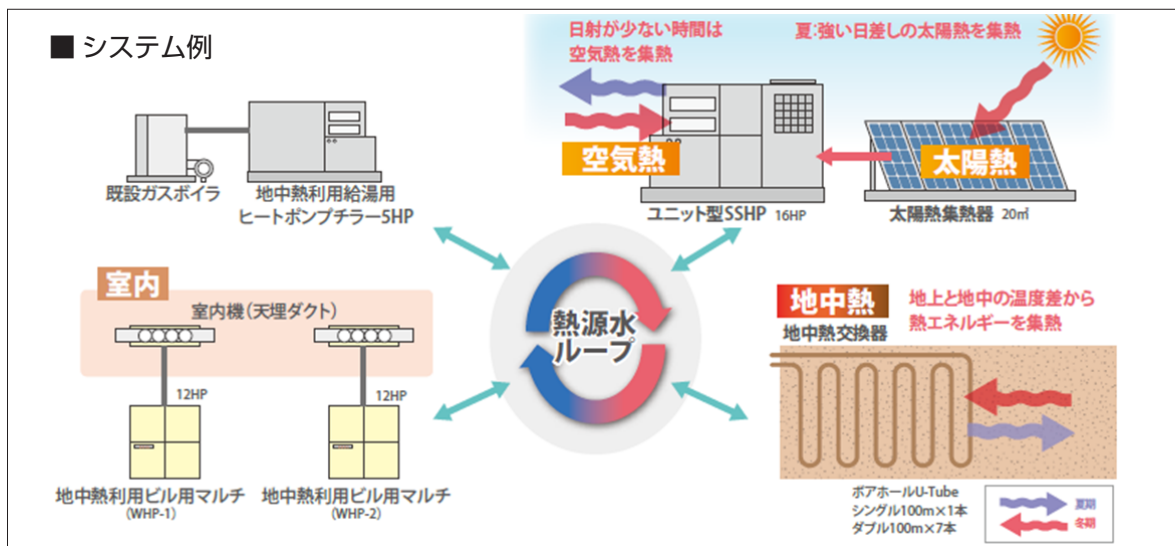 ■ システム例
日射が少ない時間は
空気熱を集熱
夏:強い日差しの太陽熱を集熱
空気熱
太陽熱
既設ガスボイラ
地中熱利用給湯用
ヒートポンプチラー5HP
ユニット型SSHP 16HP
太陽熱集熱器 20㎡
室内
室内機(天埋ダクト)
12HP
12HP
地中熱利用ビル用マルチ
(WHP-1)
地中熱利用ビル用マルチ
(WHP-2)
熱源水
ループ
地中熱
地中熱交換器
地上と地中の温度差から
熱エネルギーを集熱
ボアホールU-Tube
シングル100m×1本
ダブル100m×7本
夏期
冬期